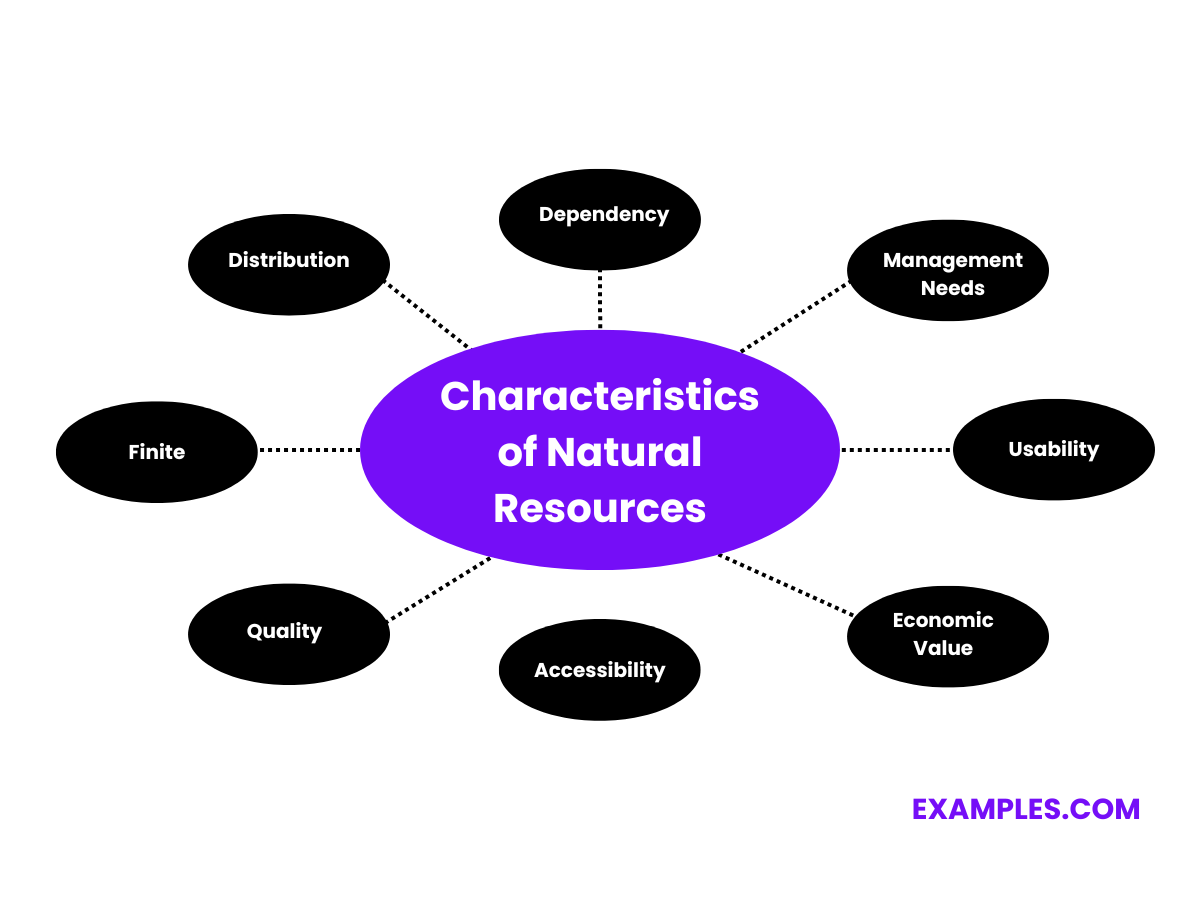 Dependency
Distribution
Management
Needs
Characteristics
of Natural
Resources
Finite
Usability
Quality
Accessibility
Economic
Value
EXAMPLES.COM